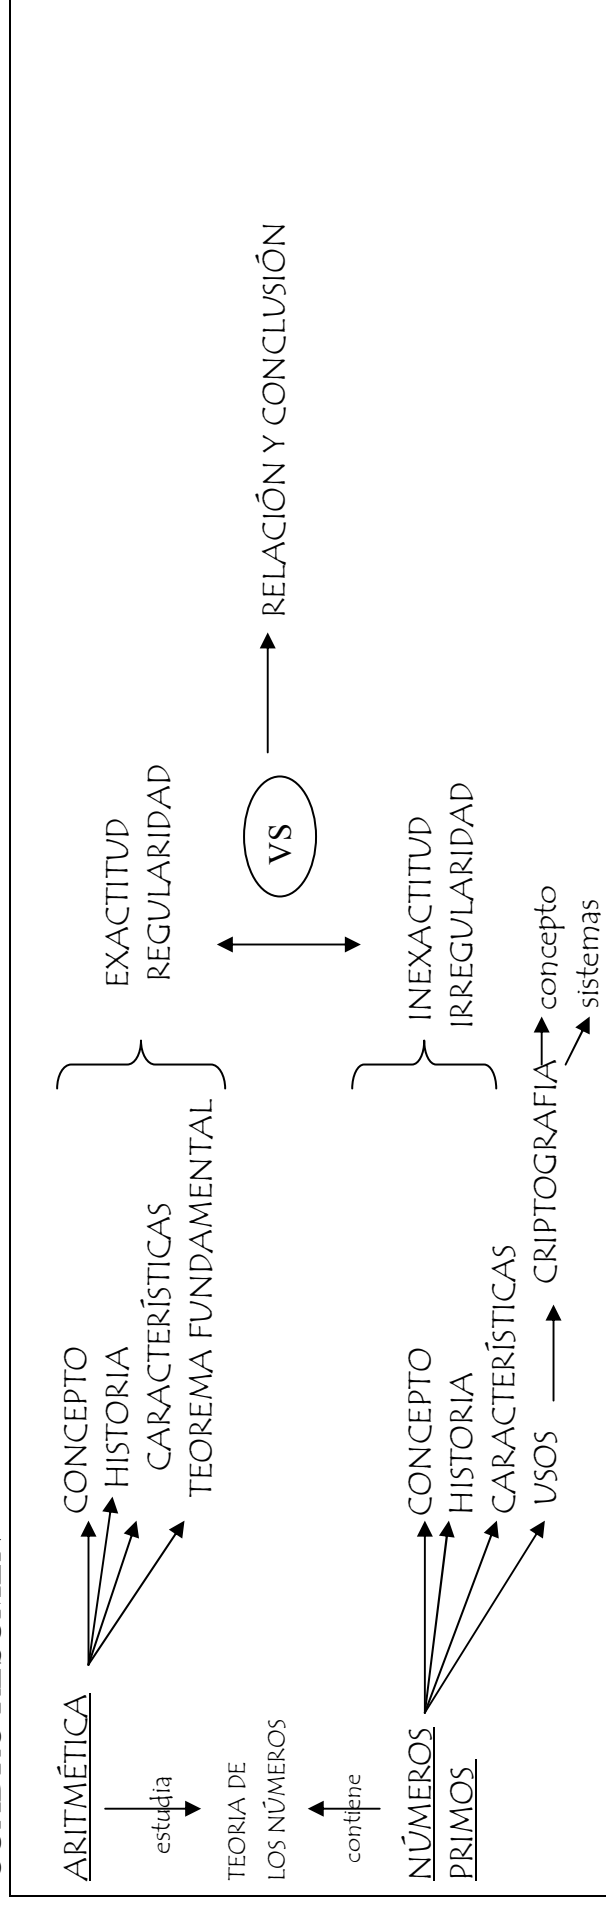 ARITMÉTICA
CONCEPTO
HISTORIA
CARACTERÍSTICAS
TEOREMA FUNDAMENTAL
EXACTITUD
REGULARIDAD
estudia
TEORIA DE
LOS NÚMEROS
contiene
VS
RELACIÓN Y CONCLUSIÓN
NÚMEROS
PRIMOS
CONCEPTO
HISTORIA
CARACTERÍSTICAS
USOS
CRIPTOGRAFIA
concepto
sistemas
INEXACTITUD
IRREGULARIDAD